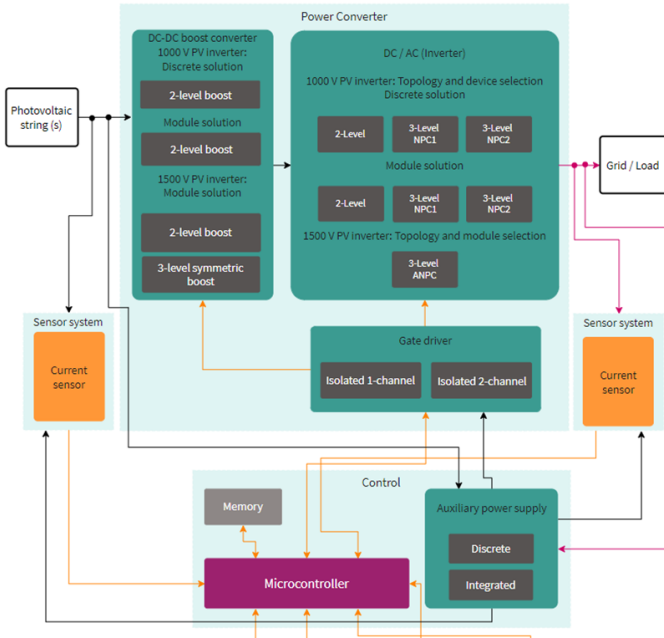 Power Converter
DC-DC boost converter
1000 V PV inverter:
Discrete solution
2-level boost
Module solution
2-level boost
1500 V PV inverter:
Module solution
2-level boost
3-level symmetric
boost
DC / AC (Inverter)
1000 V PV inverter: Topology and device selection
Discrete solution
2-Level
3-Level
NPC1
3-Level
NPC2
Module solution
2-Level
3-Level
NPC1
3-Level
NPC2
1500 V PV inverter: Topology and module selection
3-Level
ANPC
Photovoltaic
string (s)
Grid / Load
Sensor system
Current
sensor
Gate driver
Isolated 1-channel
Isolated 2-channel
Sensor system
Current
sensor
Control
Memory
Microcontroller
Auxiliary power supply
Discrete
Integrated